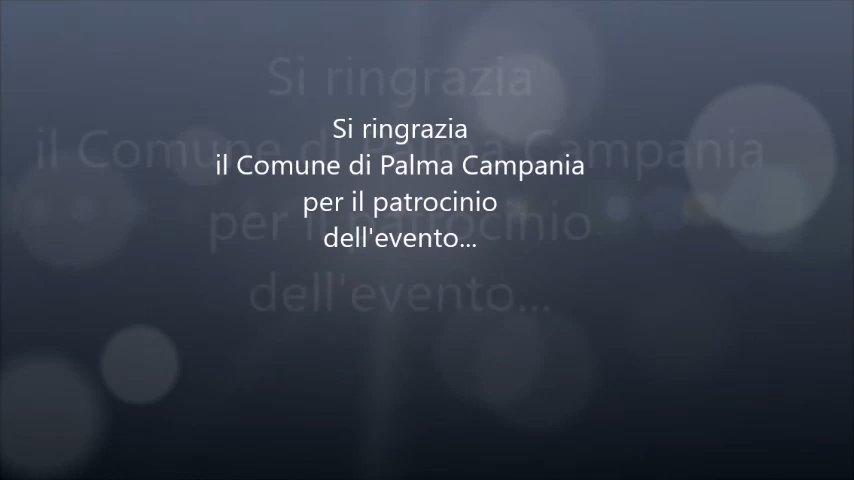 Si ringrazia
il Comune di Palma Campania
per il patrocinio
dell'evento...